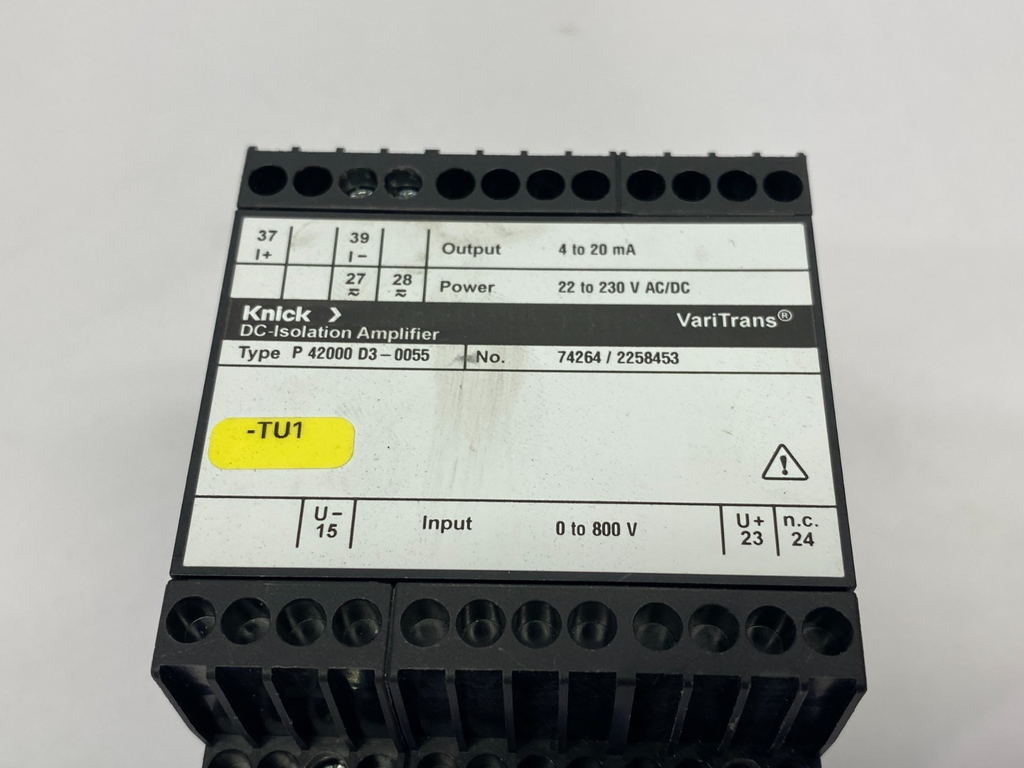 37 39 Output 4 to 20 mA
I+ I−
27 28 Power 22 to 230 V AC/DC
≂ ≂
Knick > VariTrans®
DC-Isolation Amplifier
Type P 42000 D3-0055 No. 74264 / 2258453
-TU1
U− Input 0 to 800 V U+ n.c.
15 23 24